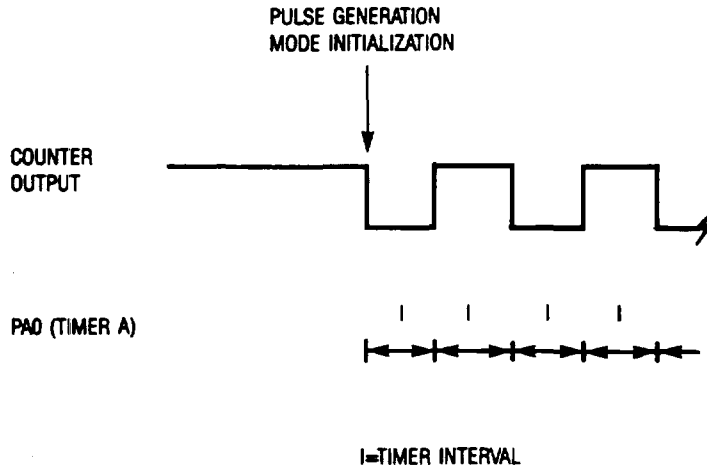 PULSE GENERATION
MODE INITIALIZATION
COUNTER
OUTPUT
PA0 (TIMER A)
I I I I
I=TIMER INTERVAL